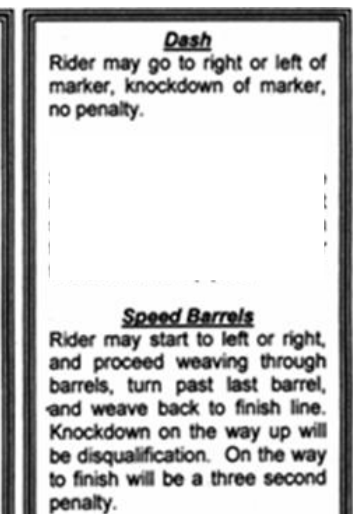 Dash
Rider may go to right or left of
marker, knockdown of marker,
no penalty.
Speed Barrels
Rider may start to left or right,
and proceed weaving through
barrels, turn past last barrel,
and weave back to finish line.
Knockdown on the way up will
be disqualification. On the way
to finish will be a three second
penalty.